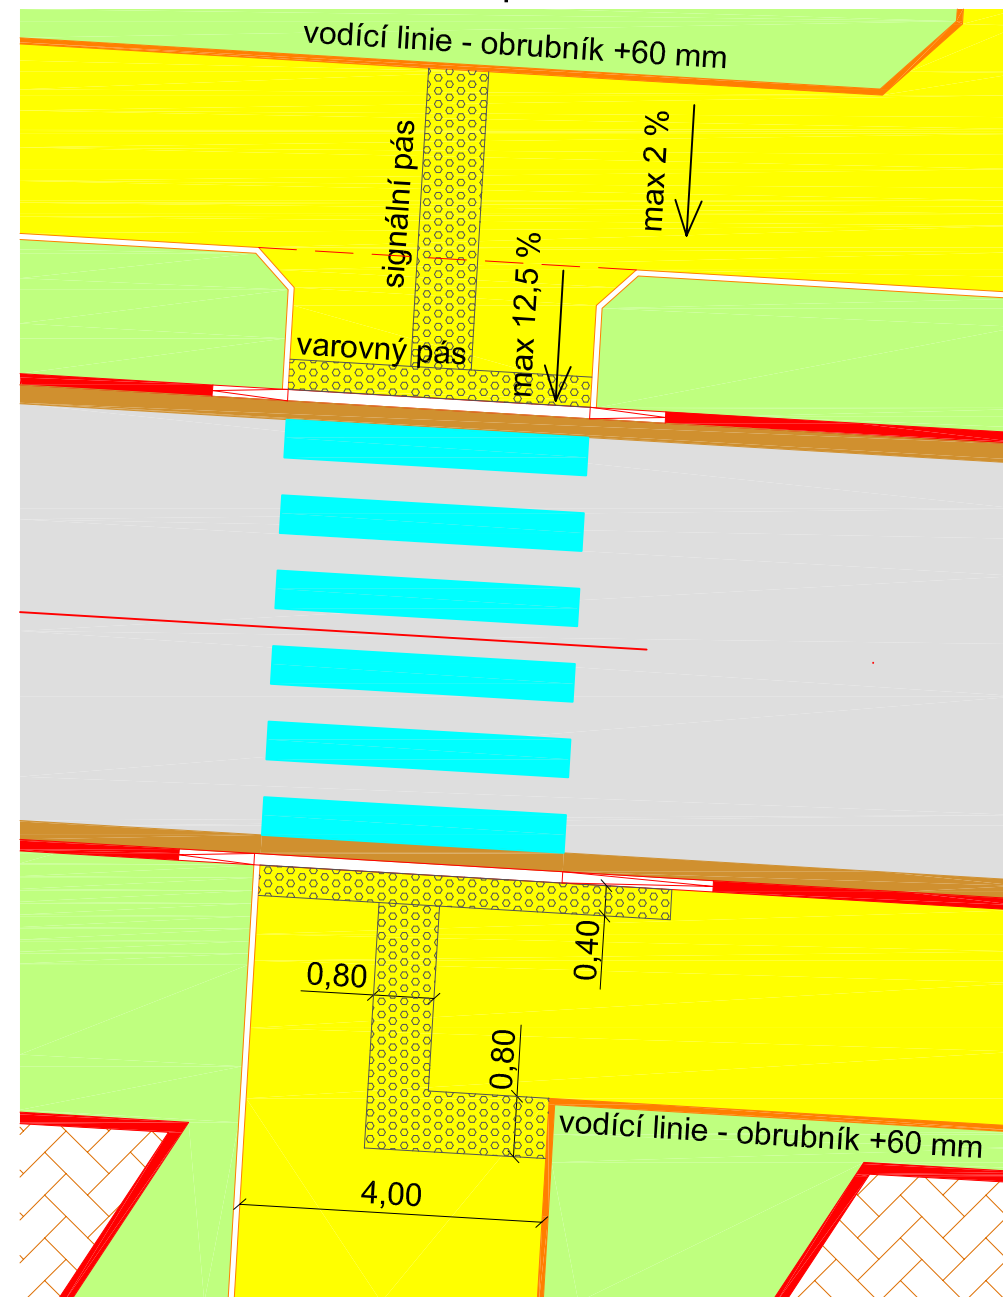 vodící linie - obrubník +60 mm
signální pás
max 2 %
max 12,5 %
varovný pás
0,40
0,80
0,80
vodící linie - obrubník +60 mm
4,00